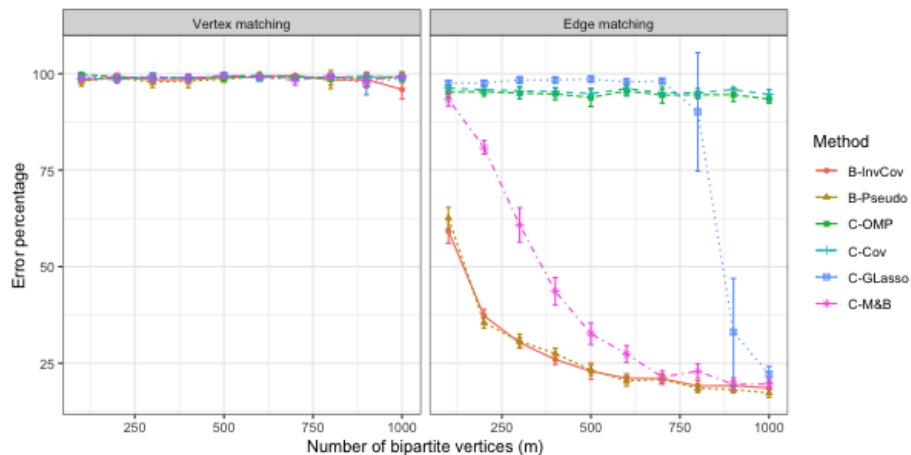 Vertex matching
Edge matching
100
75
50
25
Error percentage
250
500
750
1000
250
500
750
1000
Number of bipartite vertices (m)
Method
B-InvCov
B-Pseudo
C-OMP
C-Cov
C-GLasso
C-M&B